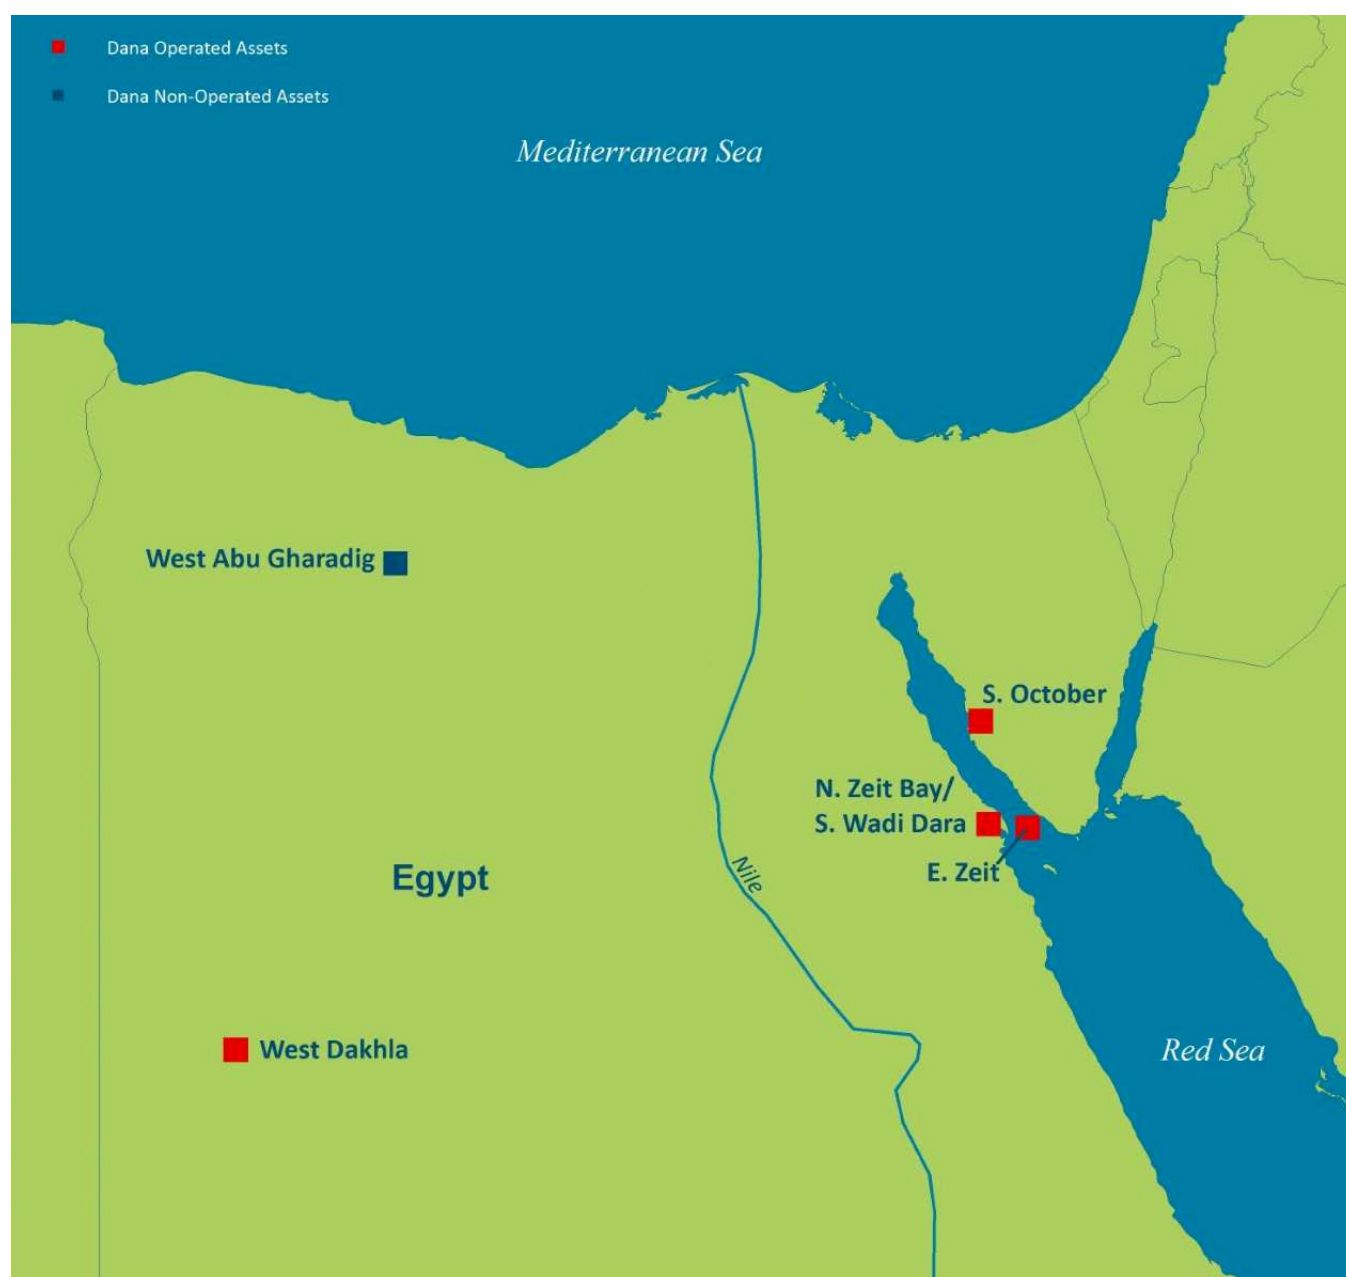 Dana Operated Assets
Dana Non-Operated Assets
Mediterranean Sea
West Abu Gharadig
S. October
N. Zeit Bay/
S. Wadi Dara
E. Zeit
Egypt
Nile
West Dakhla
Red Sea